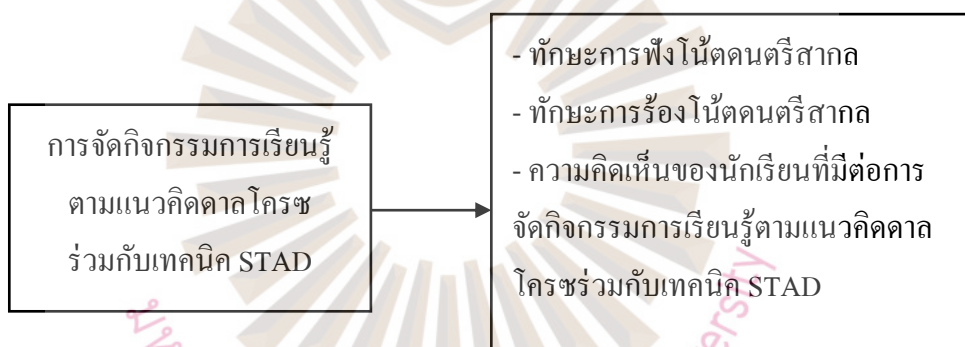 การจัดกิจกรรมการเรียนรู้
ตามแนวคิดดาลโครซ
ร่วมกับเทคนิค STAD
- ทักษะการฟังโน้ตดนตรีสากล
- ทักษะการร้องโน้ตดนตรีสากล
- ความคิดเห็นของนักเรียนที่มีต่อการ
จัดกิจกรรมการเรียนรู้ตามแนวคิดดาล
โครซร่วมกับเทคนิค STAD